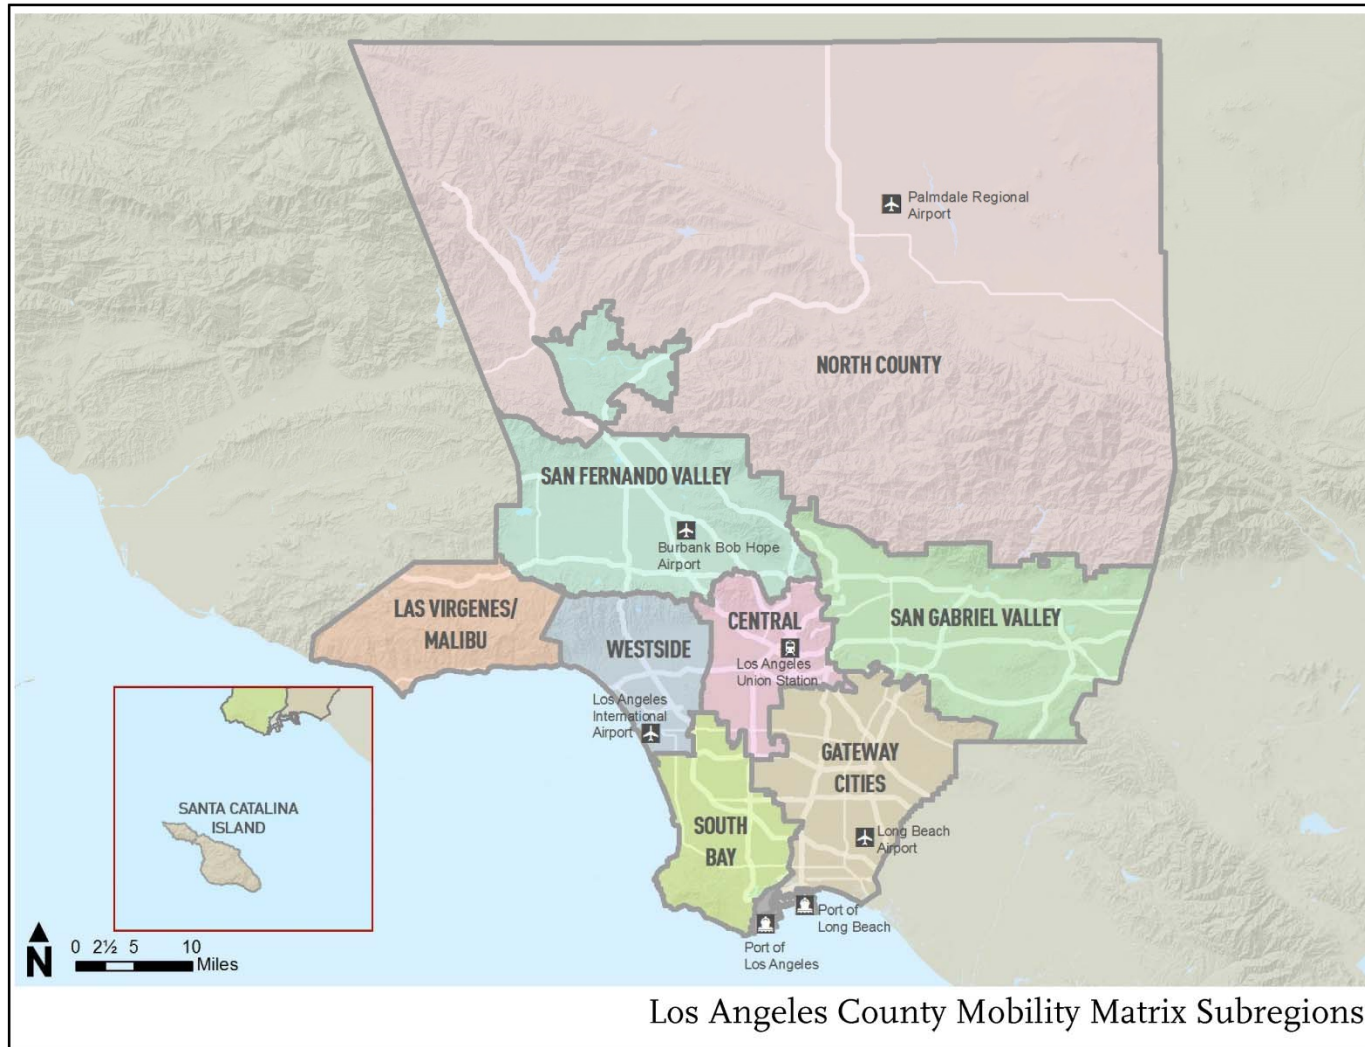 Palmdale Regional
Airport
NORTH COUNTY
SAN FERNANDO VALLEY
Burbank Bob Hope
Airport
LAS VIRGENES/
MALIBU
WESTSIDE
CENTRAL
SAN GABRIEL VALLEY
Los Angeles
Union Station
Los Angeles
International
Airport
GATEWAY
CITIES
SOUTH
BAY
Long Beach
Airport
Port of
Long Beach
Port of
Los Angeles
SANTA CATALINA
ISLAND
N
0 2½ 5 10
Miles
Los Angeles County Mobility Matrix Subregions